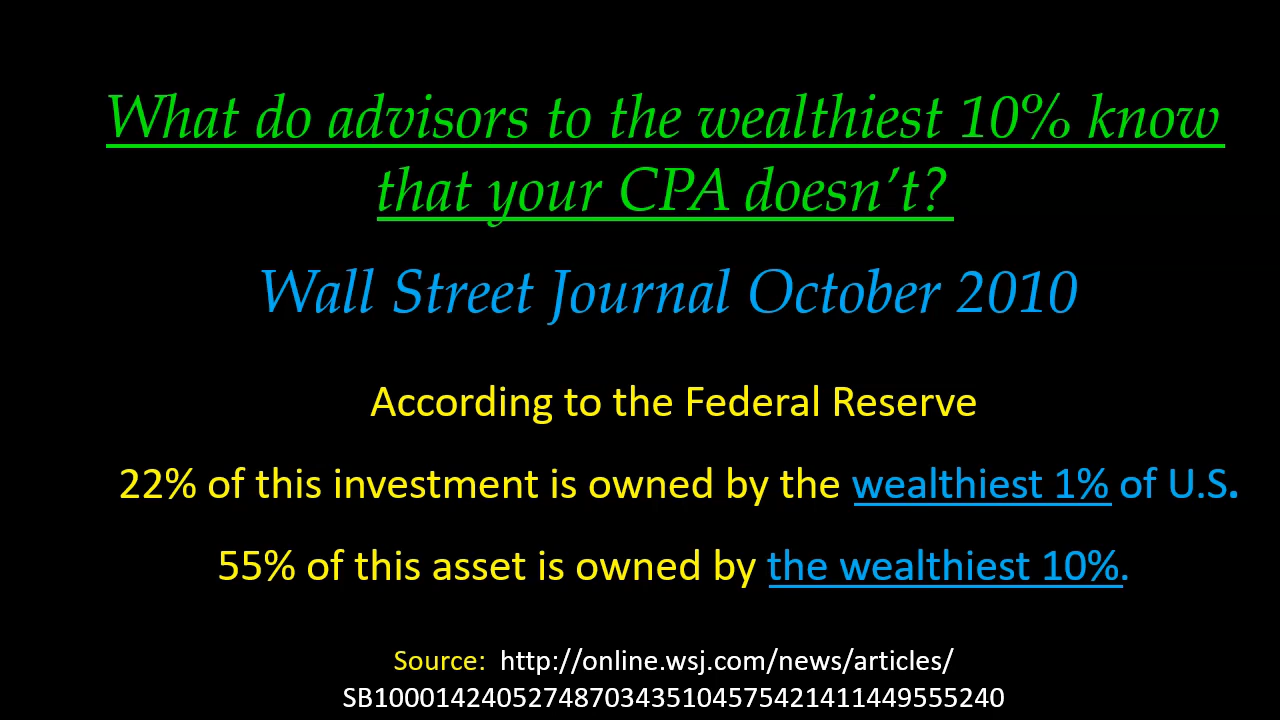 What do advisors to the wealthiest 10% know
that your CPA doesn’t?
Wall Street Journal October 2010
According to the Federal Reserve
22% of this investment is owned by the wealthiest 1% of U.S.
55% of this asset is owned by the wealthiest 10%.
Source: http://online.wsj.com/news/articles/
SB10001424052748703435104575421411449555240